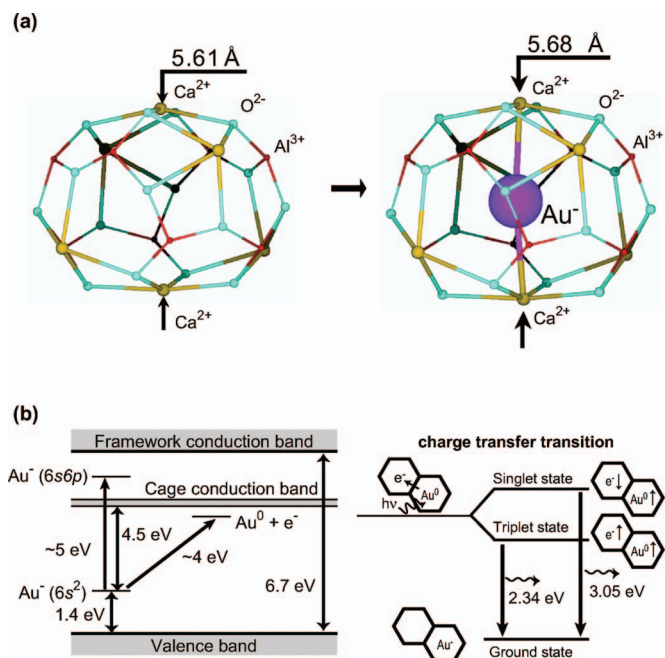 (a)
5.61 Å
Ca²⁺
O²⁻
Al³⁺
Ca²⁺
5.68 Å
Ca²⁺
O²⁻
Al³⁺
Au⁻
Ca²⁺
(b)
Framework conduction band
Au⁻ (6s6p)
Cage conduction band
4.5 eV
Au⁰ + e⁻
~5 eV
~4 eV
Au⁻ (6s²)
6.7 eV
1.4 eV
Valence band
charge transfer transition
e⁻
Au⁰
hν
Singlet state
e⁻↓
Au⁰↑
Triplet state
e⁻↑
Au⁰↑
2.34 eV
3.05 eV
Au⁻
Ground state